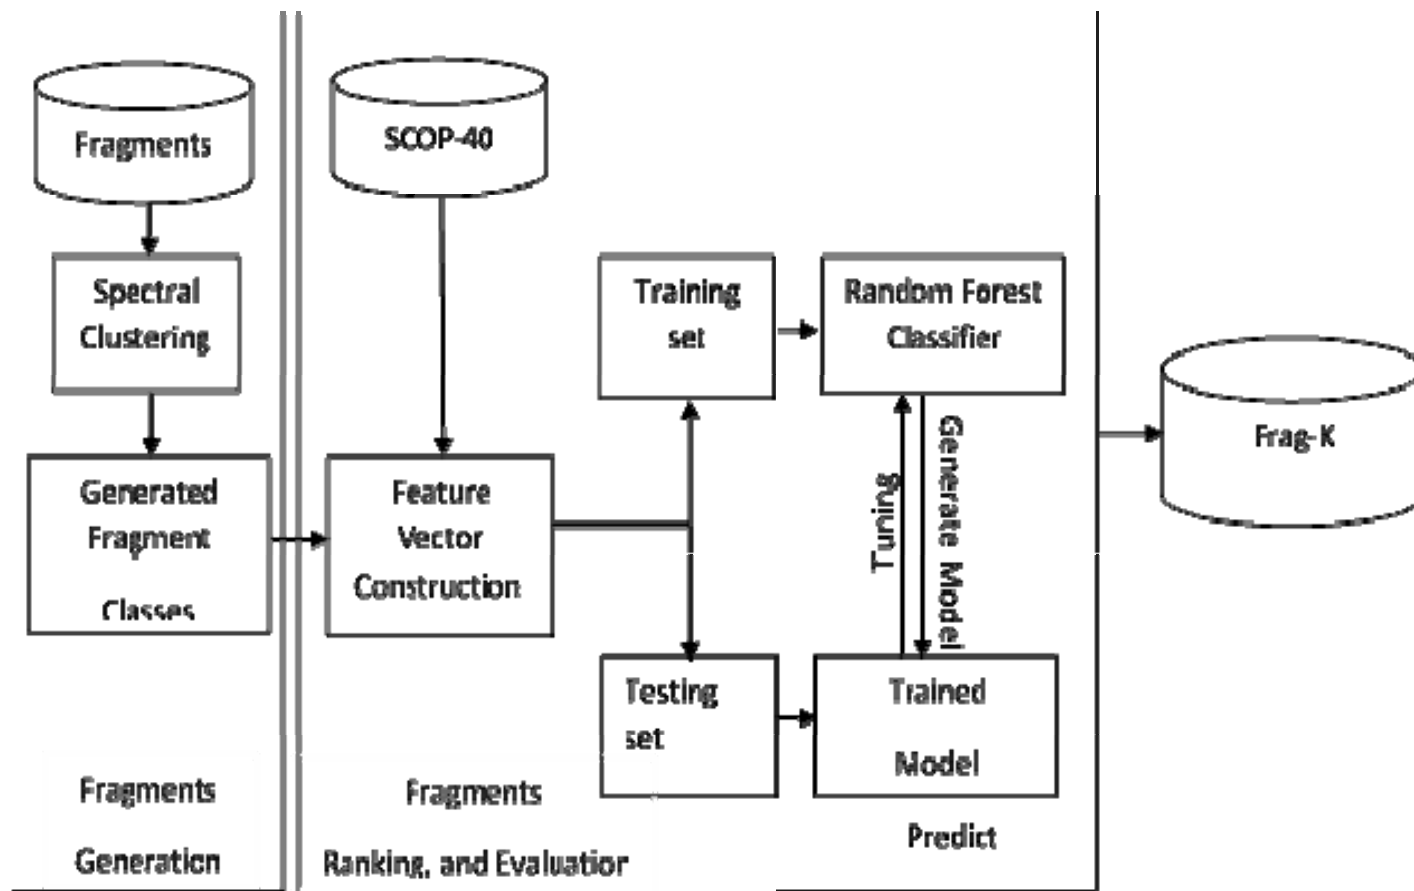 Fragments
Spectral
Clustering
Generated
Fragment
Classes
Fragments
Generation
SCOP-40
Feature
Vector
Construction
Fragments
Ranking, and Evaluation
Training
set
Testing
set
Random Forest
Classifier
Tuning
Generate Model
Trained
Model
Predict
Frag-K